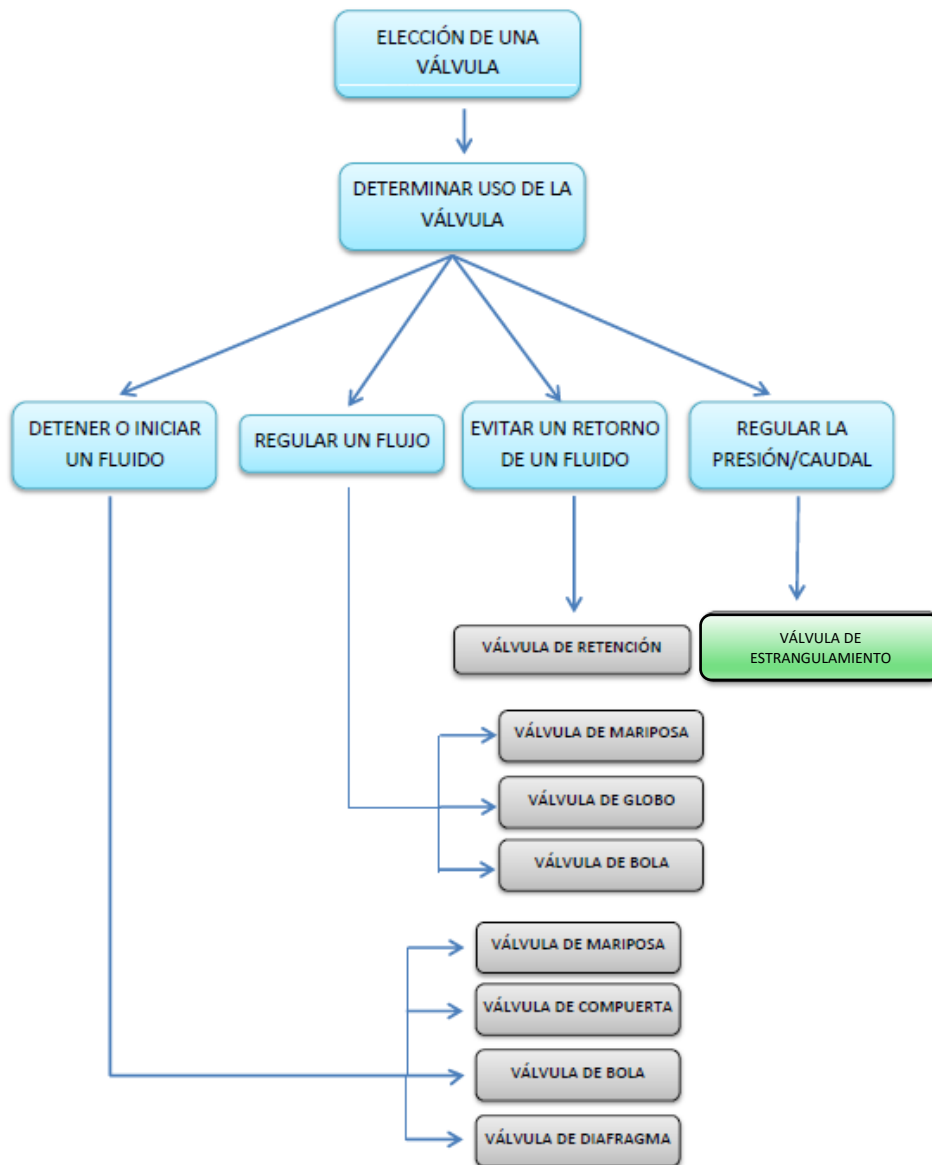 ELECCIÓN DE UNA
VÁLVULA
DETERMINAR USO DE LA
VÁLVULA
DETENER O INICIAR
UN FLUIDO
REGULAR UN FLUJO
EVITAR UN RETORNO
DE UN FLUIDO
REGULAR LA
PRESIÓN/CAUDAL
VÁLVULA DE RETENCIÓN
VÁLVULA DE
ESTRANGULAMIENTO
VÁLVULA DE MARIPOSA
VÁLVULA DE GLOBO
VÁLVULA DE BOLA
VÁLVULA DE MARIPOSA
VÁLVULA DE COMPUERTA
VÁLVULA DE BOLA
VÁLVULA DE DIAFRAGMA